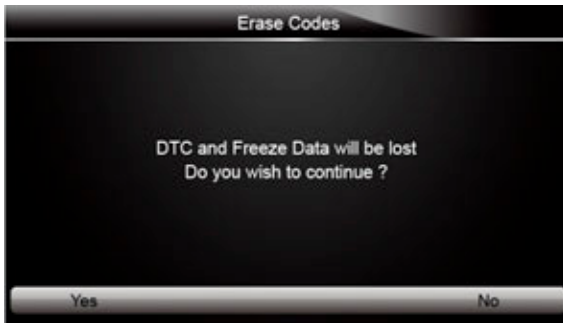 Erase Codes
DTC and Freeze Data will be lost
Do you wish to continue ?
Yes No